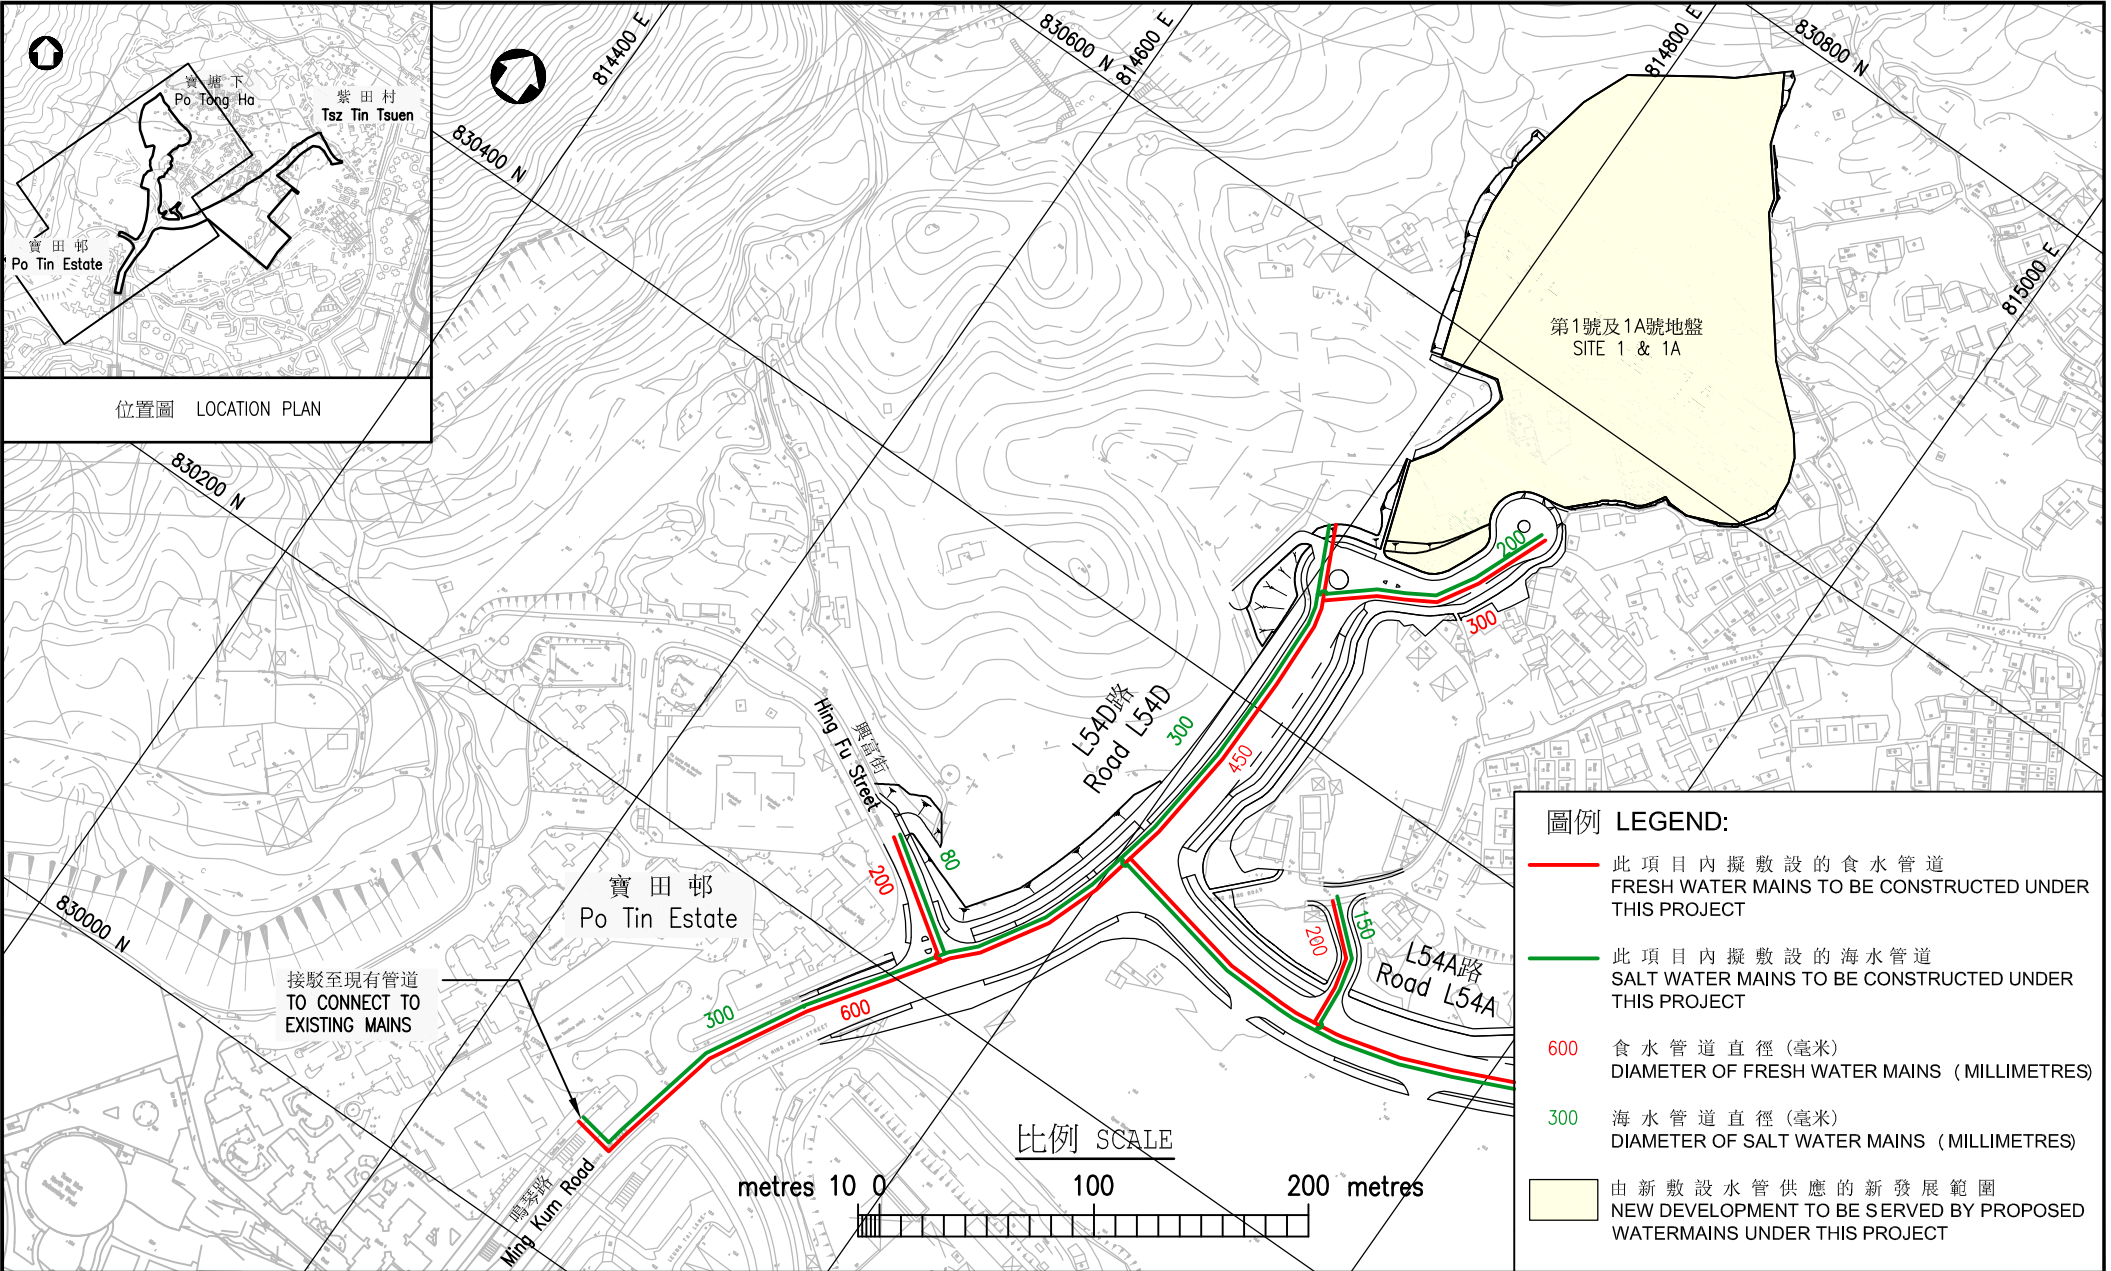 寶塘下
Po Tong Ha
紫田村
Tsz Tin Tsuen
寶田邨
Po Tin Estate
位置圖 LOCATION PLAN
814400 E
814600 E
814800 E
815000 E
830800 N
830600 N
830400 N
830200 N
830000 N
第1號及1A號地盤
SITE 1 & 1A
200
300
L54D路
Road L54D
300
450
興富街
Hing Fu Street
80
200
寶田邨
Po Tin Estate
150
200
L54A路
Road L54A
接駁至現有管道
TO CONNECT TO
EXISTING MAINS
300
600
HING KWAI STREET
TONG HANG ROAD
鳴琴路
Ming Kum Road
比例 SCALE
metres 10 0 100 200 metres
圖例 LEGEND:
此項目內擬敷設的食水管道
FRESH WATER MAINS TO BE CONSTRUCTED UNDER
THIS PROJECT
此項目內擬敷設的海水管道
SALT WATER MAINS TO BE CONSTRUCTED UNDER
THIS PROJECT
600 食水管道直徑 (毫米)
DIAMETER OF FRESH WATER MAINS (MILLIMETRES)
300 海水管道直徑 (毫米)
DIAMETER OF SALT WATER MAINS (MILLIMETRES)
由新敷設水管供應的新發展範圍
NEW DEVELOPMENT TO BE SERVED BY PROPOSED
WATERMAINS UNDER THIS PROJECT